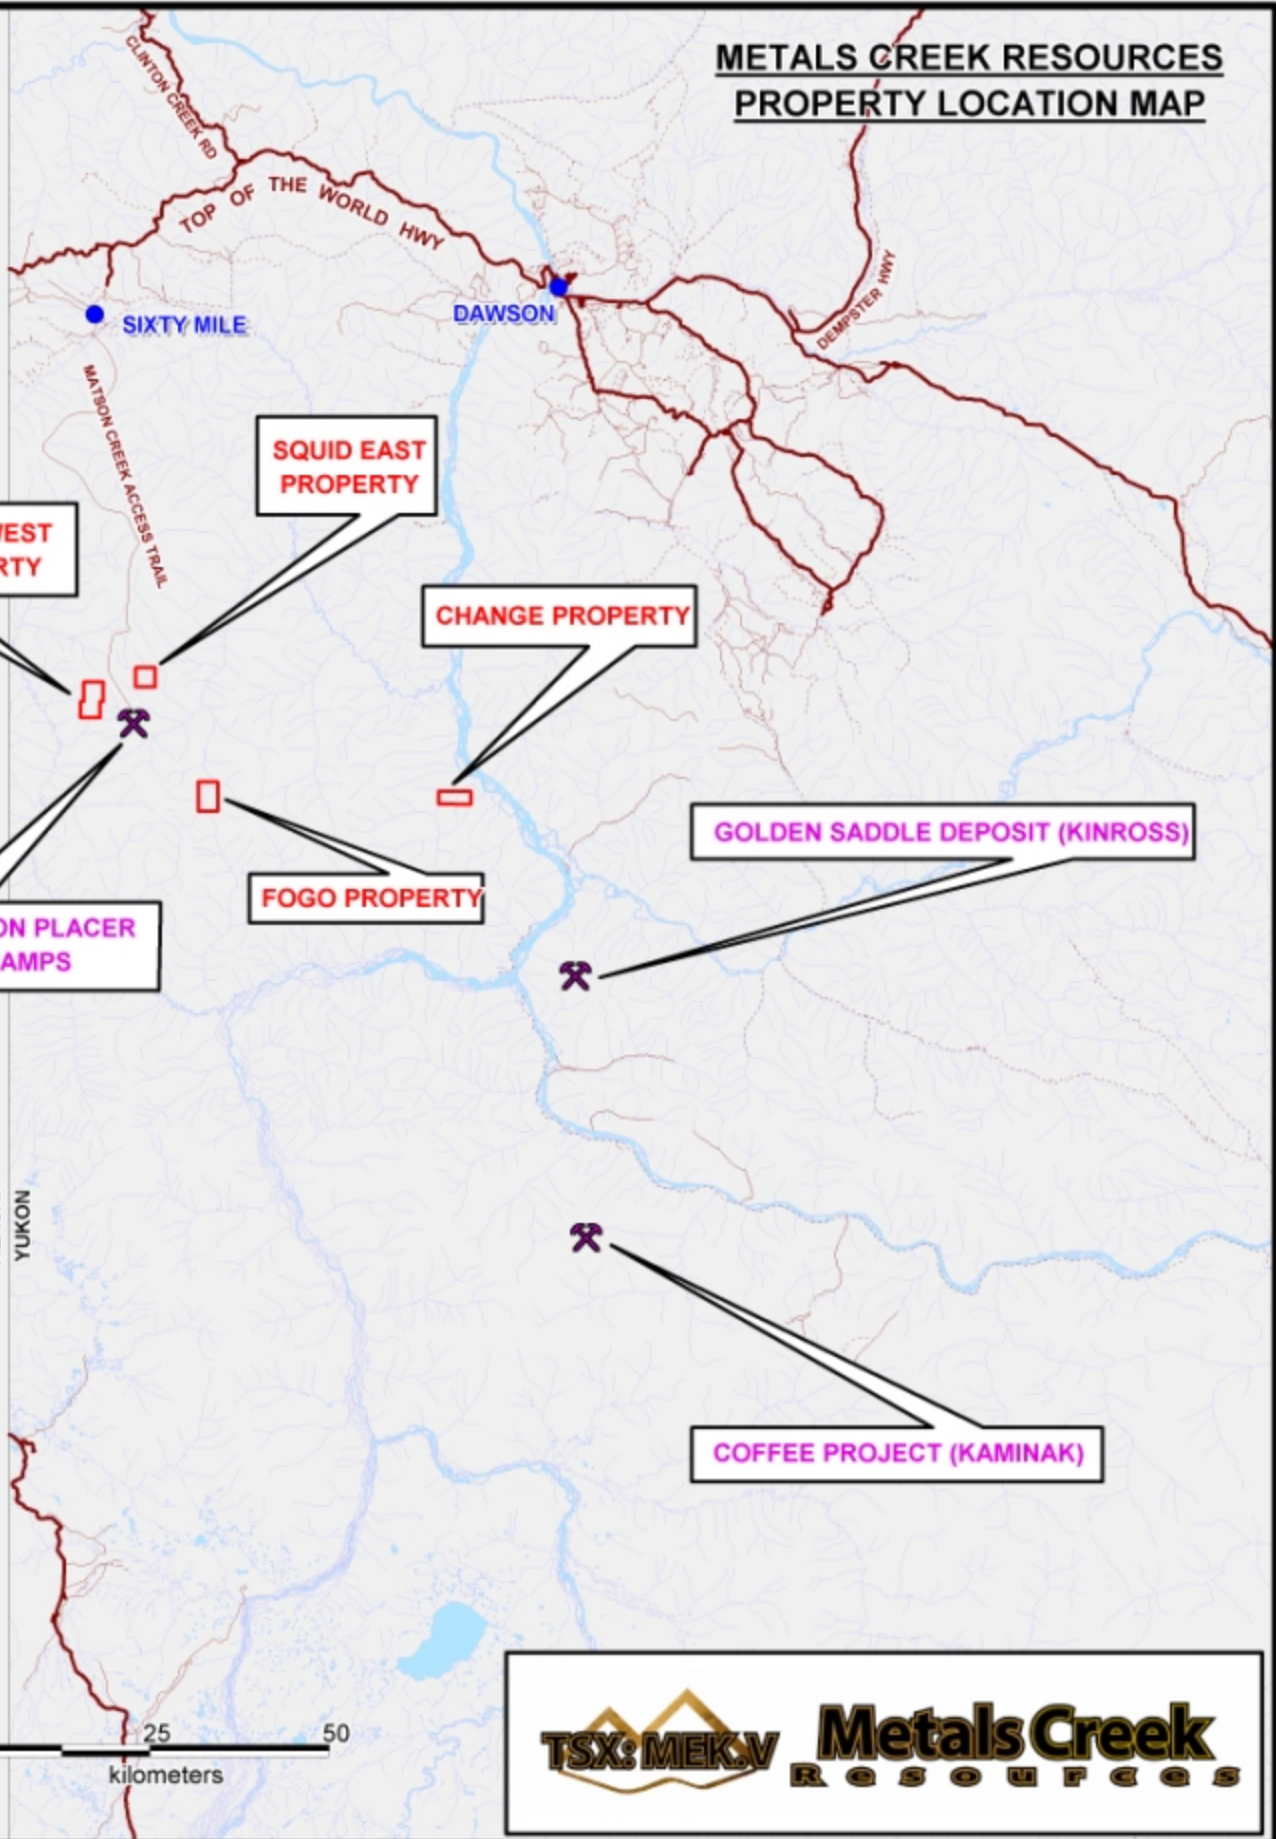 METALS CREEK RESOURCES
PROPERTY LOCATION MAP
CLINTON CREEK RD
TOP OF THE WORLD HWY
DEMPSTER HWY
DAWSON
SIXTY MILE
MATSON CREEK ACCESS TRAIL
SQUID EAST
PROPERTY
EST
RTY
CHANGE PROPERTY
GOLDEN SADDLE DEPOSIT (KINROSS)
FOGO PROPERTY
ON PLACER
AMPS
YUKON
COFFEE PROJECT (KAMINAK)
25 50
kilometers
TSX: MEK.V
Metals Creek
Resources